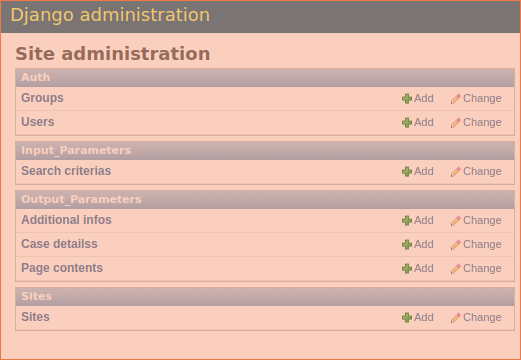 Django administration
Site administration
Auth
Groups Add Change
Users Add Change
Input_Parameters
Search criterias Add Change
Output_Parameters
Additional infos Add Change
Case detailss Add Change
Page contents Add Change
Sites
Sites Add Change